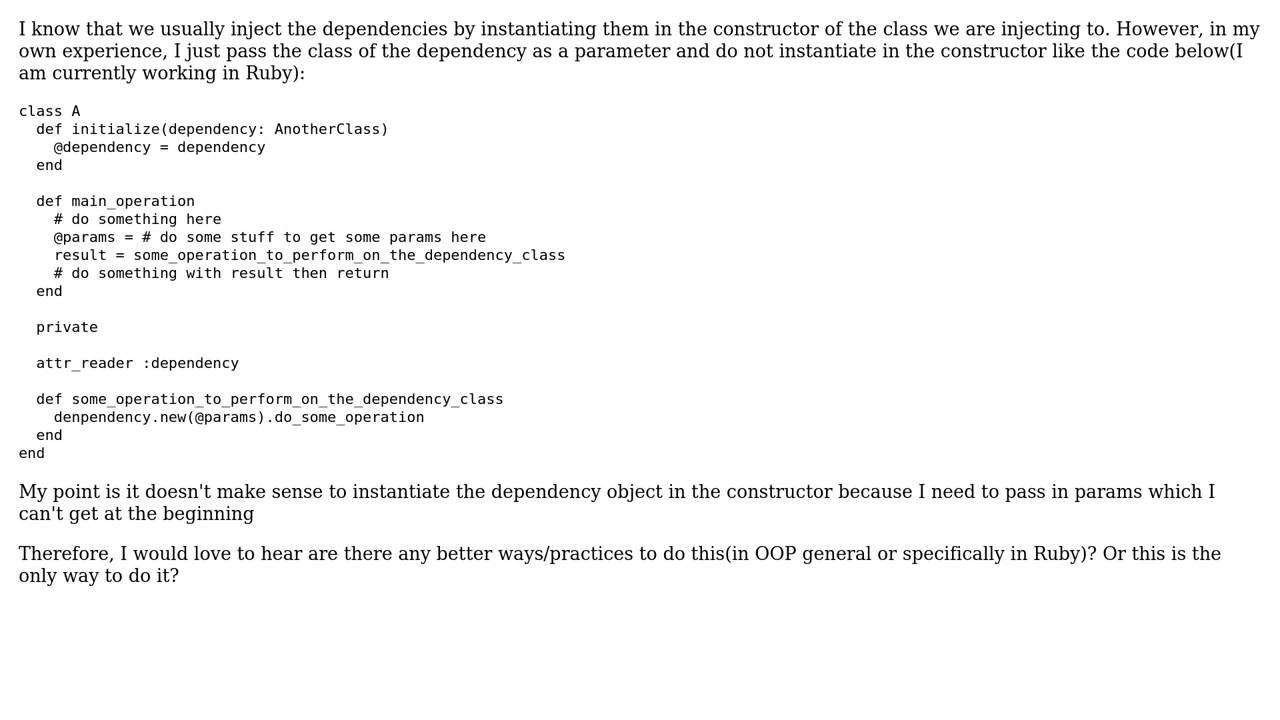 I know that we usually inject the dependencies by instantiating them in the constructor of the class we are injecting to. However, in my
own experience, I just pass the class of the dependency as a parameter and do not instantiate in the constructor like the code below(I
am currently working in Ruby):
class A
  def initialize(dependency: AnotherClass)
    @dependency = dependency
  end
  def main_operation
    # do something here
    @params = # do some stuff to get some params here
    result = some_operation_to_perform_on_the_dependency_class
    # do something with result then return
  end
  private
  attr_reader :dependency
  def some_operation_to_perform_on_the_dependency_class
    denpendency.new(@params).do_some_operation
  end
end
My point is it doesn't make sense to instantiate the dependency object in the constructor because I need to pass in params which I
can't get at the beginning
Therefore, I would love to hear are there any better ways/practices to do this(in OOP general or specifically in Ruby)? Or this is the
only way to do it?